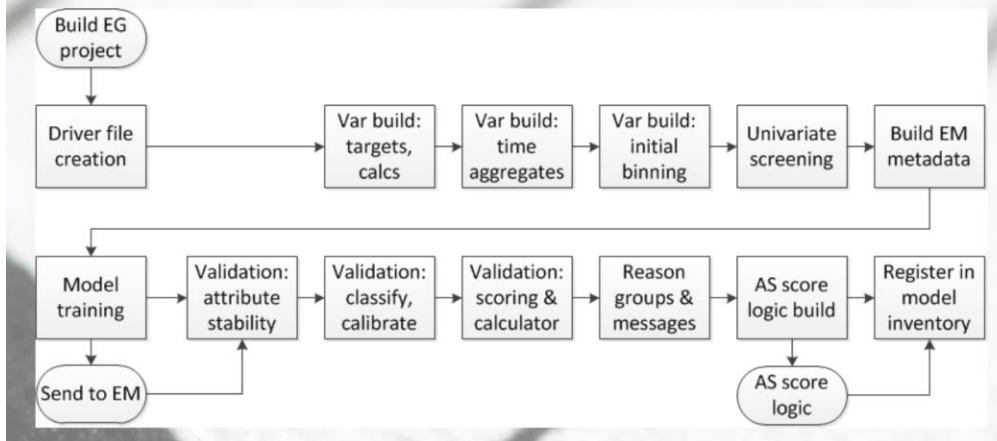 Build EG
project
Driver file
creation
Var build:
targets,
calcs
Var build:
time
aggregates
Var build:
initial
binning
Univariate
screening
Build EM
metadata
Model
training
Validation:
attribute
stability
Validation:
classify,
calibrate
Validation:
scoring &
calculator
Reason
groups &
messages
AS score
logic build
Register in
model
inventory
Send to EM
AS score
logic